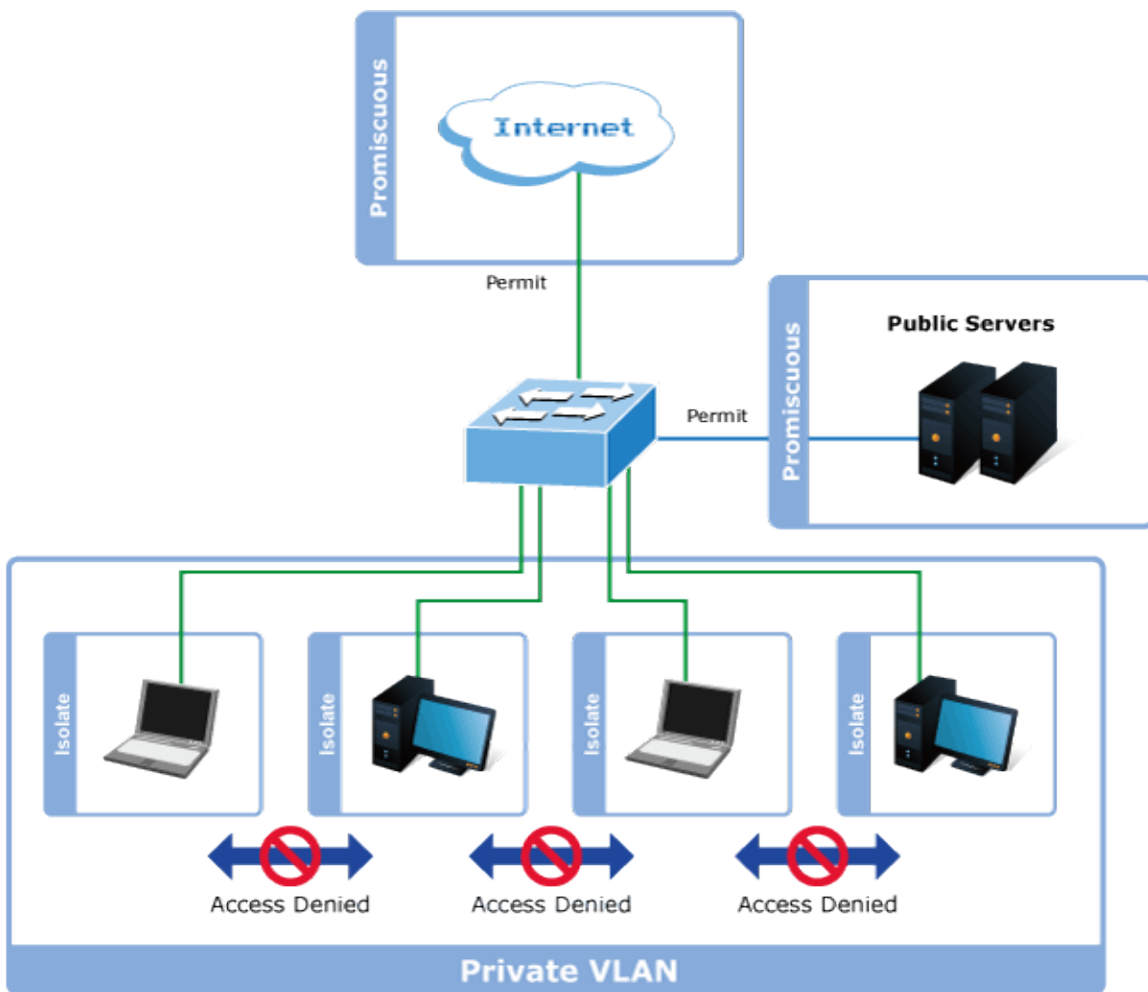 Promiscuous
Internet
Permit
Promiscuous
Public Servers
Permit
Isolate
Isolate
Isolate
Isolate
Access Denied
Access Denied
Access Denied
Private VLAN